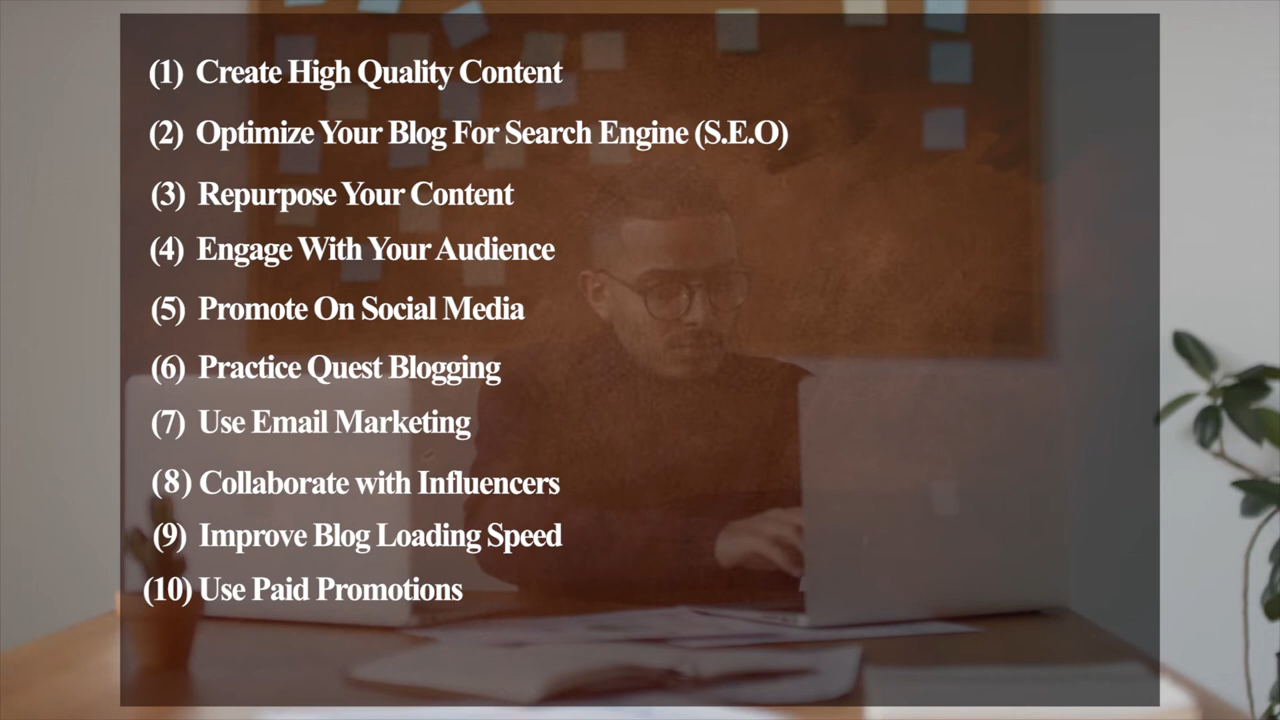 (1) Create High Quality Content
(2) Optimize Your Blog For Search Engine (S.E.O)
(3) Repurpose Your Content
(4) Engage With Your Audience
(5) Promote On Social Media
(6) Practice Quest Blogging
(7) Use Email Marketing
(8) Collaborate with Influencers
(9) Improve Blog Loading Speed
(10) Use Paid Promotions